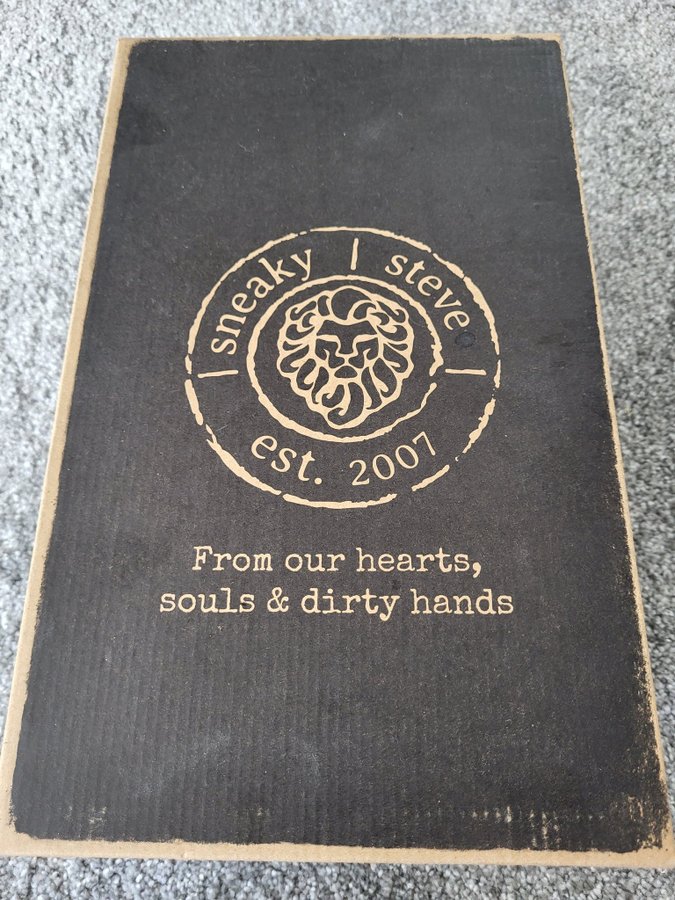 sneaky | steve
est. 2007
From our hearts,
souls & dirty hands